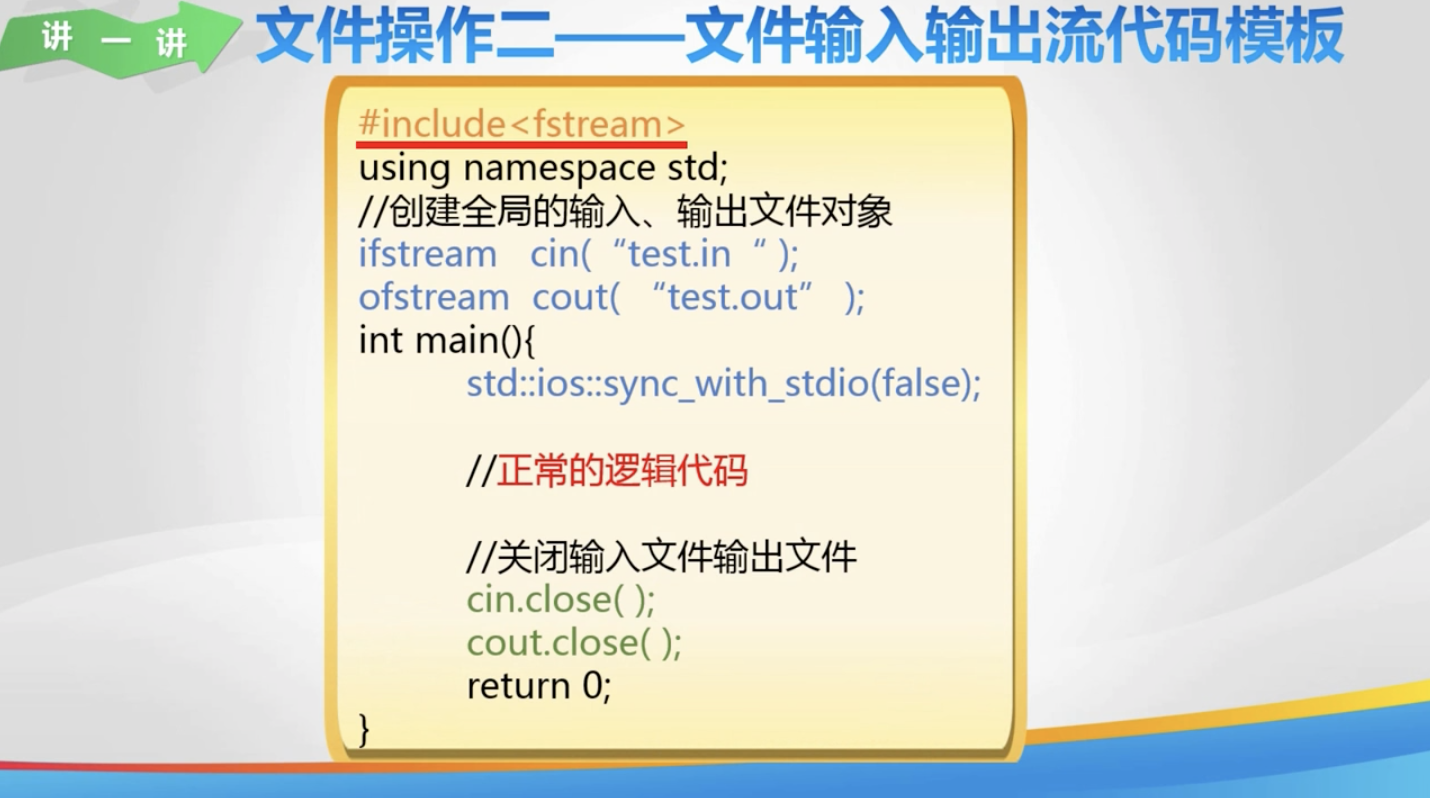 讲一讲
文件操作二——文件输入输出流代码模板
#include<fstream>
using namespace std;
//创建全局的输入、输出文件对象
ifstream cin( “test.in“ );
ofstream cout( “test.out” );
int main(){
std::ios::sync_with_stdio(false);
//正常的逻辑代码
//关闭输入文件输出文件
cin.close( );
cout.close( );
return 0;
}